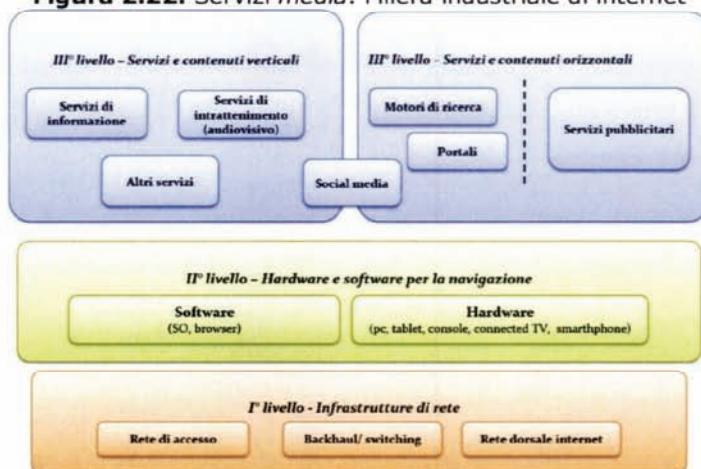 Figura 2.22: Servizi media: Filiera industriale di internet
III° livello – Servizi e contenuti verticali
Servizi di
informazione
Servizi di
intrattenimento
(audiovisivo)
Altri servizi
Social media
III° livello – Servizi e contenuti orizzontali
Motori di ricerca
Portali
Servizi pubblicitari
II° livello – Hardware e software per la navigazione
Software
(SO, browser)
Hardware
(pc, tablet, console, connected TV, smarthphone)
I° livello - Infrastrutture di rete
Rete di accesso
Backhaul/ switching
Rete dorsale internet